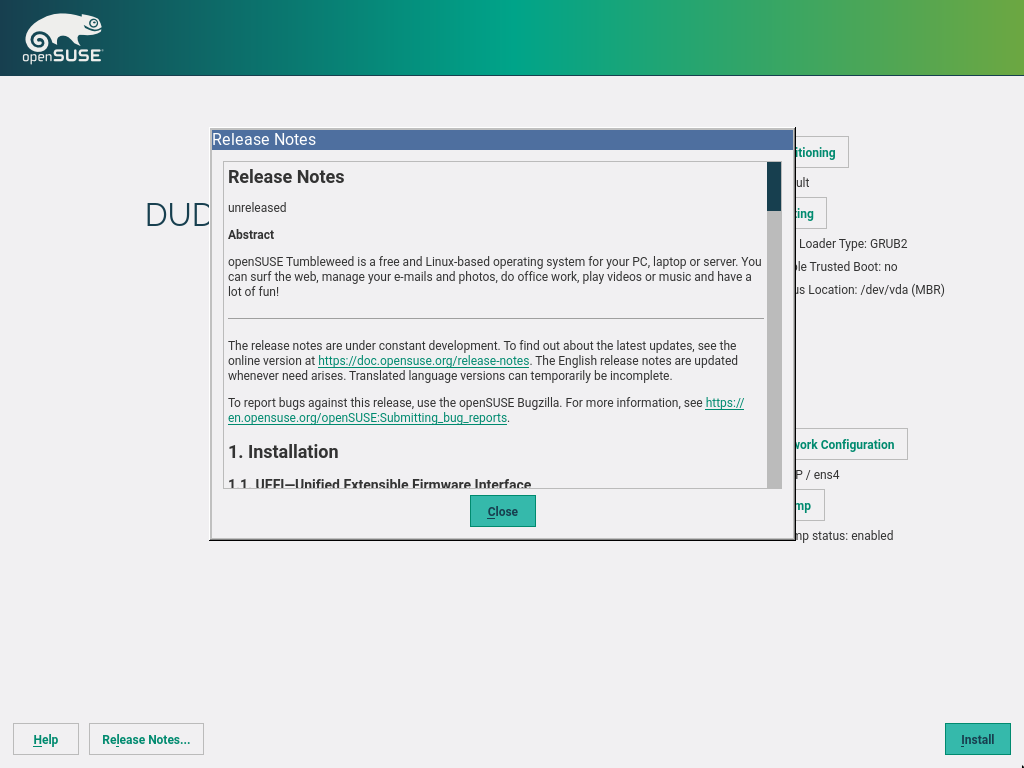 openSUSE
Release Notes
Release Notes
unreleased
Abstract
openSUSE Tumbleweed is a free and Linux-based operating system for your PC, laptop or server. You
can surf the web, manage your e-mails and photos, do office work, play videos or music and have a
lot of fun!
The release notes are under constant development. To find out about the latest updates, see the
online version at https://doc.opensuse.org/release-notes. The English release notes are updated
whenever need arises. Translated language versions can temporarily be incomplete.
To report bugs against this release, use the openSUSE Bugzilla. For more information, see https://
en.opensuse.org/openSUSE:Submitting_bug_reports.
1. Installation
1.1. UEFI—Unified Extensible Firmware Interface
Close
DUD
itioning
ult
ting
Loader Type: GRUB2
le Trusted Boot: no
us Location: /dev/vda (MBR)
work Configuration
P / ens4
mp
mp status: enabled
Help
Release Notes...
Install